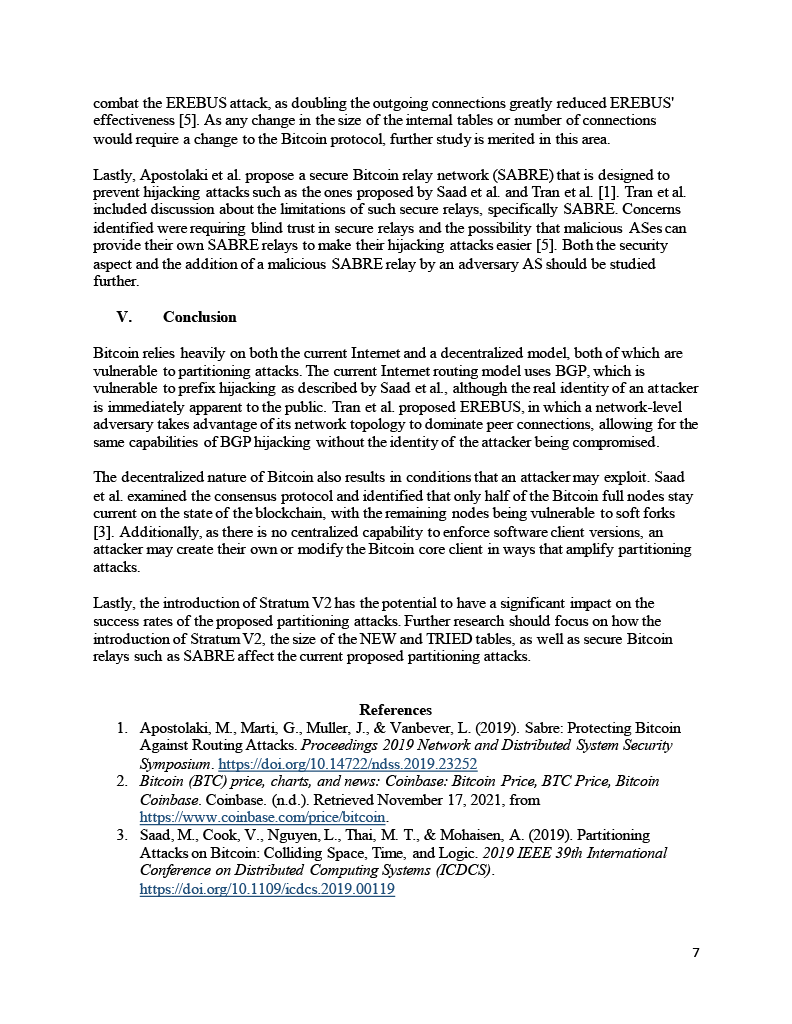 combat the EREBUS attack, as doubling the outgoing connections greatly reduced EREBUS'
effectiveness [5]. As any change in the size of the internal tables or number of connections
would require a change to the Bitcoin protocol, further study is merited in this area.
Lastly, Apostolaki et al. propose a secure Bitcoin relay network (SABRE) that is designed to
prevent hijacking attacks such as the ones proposed by Saad et al. and Tran et al. [1]. Tran et al.
included discussion about the limitations of such secure relays, specifically SABRE. Concerns
identified were requiring blind trust in secure relays and the possibility that malicious ASes can
provide their own SABRE relays to make their hijacking attacks easier [5]. Both the security
aspect and the addition of a malicious SABRE relay by an adversary AS should be studied
further.
V. Conclusion
Bitcoin relies heavily on both the current Internet and a decentralized model, both of which are
vulnerable to partitioning attacks. The current Internet routing model uses BGP, which is
vulnerable to prefix hijacking as described by Saad et al., although the real identity of an attacker
is immediately apparent to the public. Tran et al. proposed EREBUS, in which a network-level
adversary takes advantage of its network topology to dominate peer connections, allowing for the
same capabilities of BGP hijacking without the identity of the attacker being compromised.
The decentralized nature of Bitcoin also results in conditions that an attacker may exploit. Saad
et al. examined the consensus protocol and identified that only half of the Bitcoin full nodes stay
current on the state of the blockchain, with the remaining nodes being vulnerable to soft forks
[3]. Additionally, as there is no centralized capability to enforce software client versions, an
attacker may create their own or modify the Bitcoin core client in ways that amplify partitioning
attacks.
Lastly, the introduction of Stratum V2 has the potential to have a significant impact on the
success rates of the proposed partitioning attacks. Further research should focus on how the
introduction of Stratum V2, the size of the NEW and TRIED tables, as well as secure Bitcoin
relays such as SABRE affect the current proposed partitioning attacks.
References
1. Apostolaki, M., Marti, G., Muller, J., & Vanbever, L. (2019). Sabre: Protecting Bitcoin
Against Routing Attacks. Proceedings 2019 Network and Distributed System Security
Symposium. https://doi.org/10.14722/ndss.2019.23252
2. Bitcoin (BTC) price, charts, and news: Coinbase: Bitcoin Price, BTC Price, Bitcoin
Coinbase. Coinbase. (n.d.). Retrieved November 17, 2021, from
https://www.coinbase.com/price/bitcoin.
3. Saad, M., Cook, V., Nguyen, L., Thai, M. T., & Mohaisen, A. (2019). Partitioning
Attacks on Bitcoin: Colliding Space, Time, and Logic. 2019 IEEE 39th International
Conference on Distributed Computing Systems (ICDCS).
https://doi.org/10.1109/icdcs.2019.00119
7